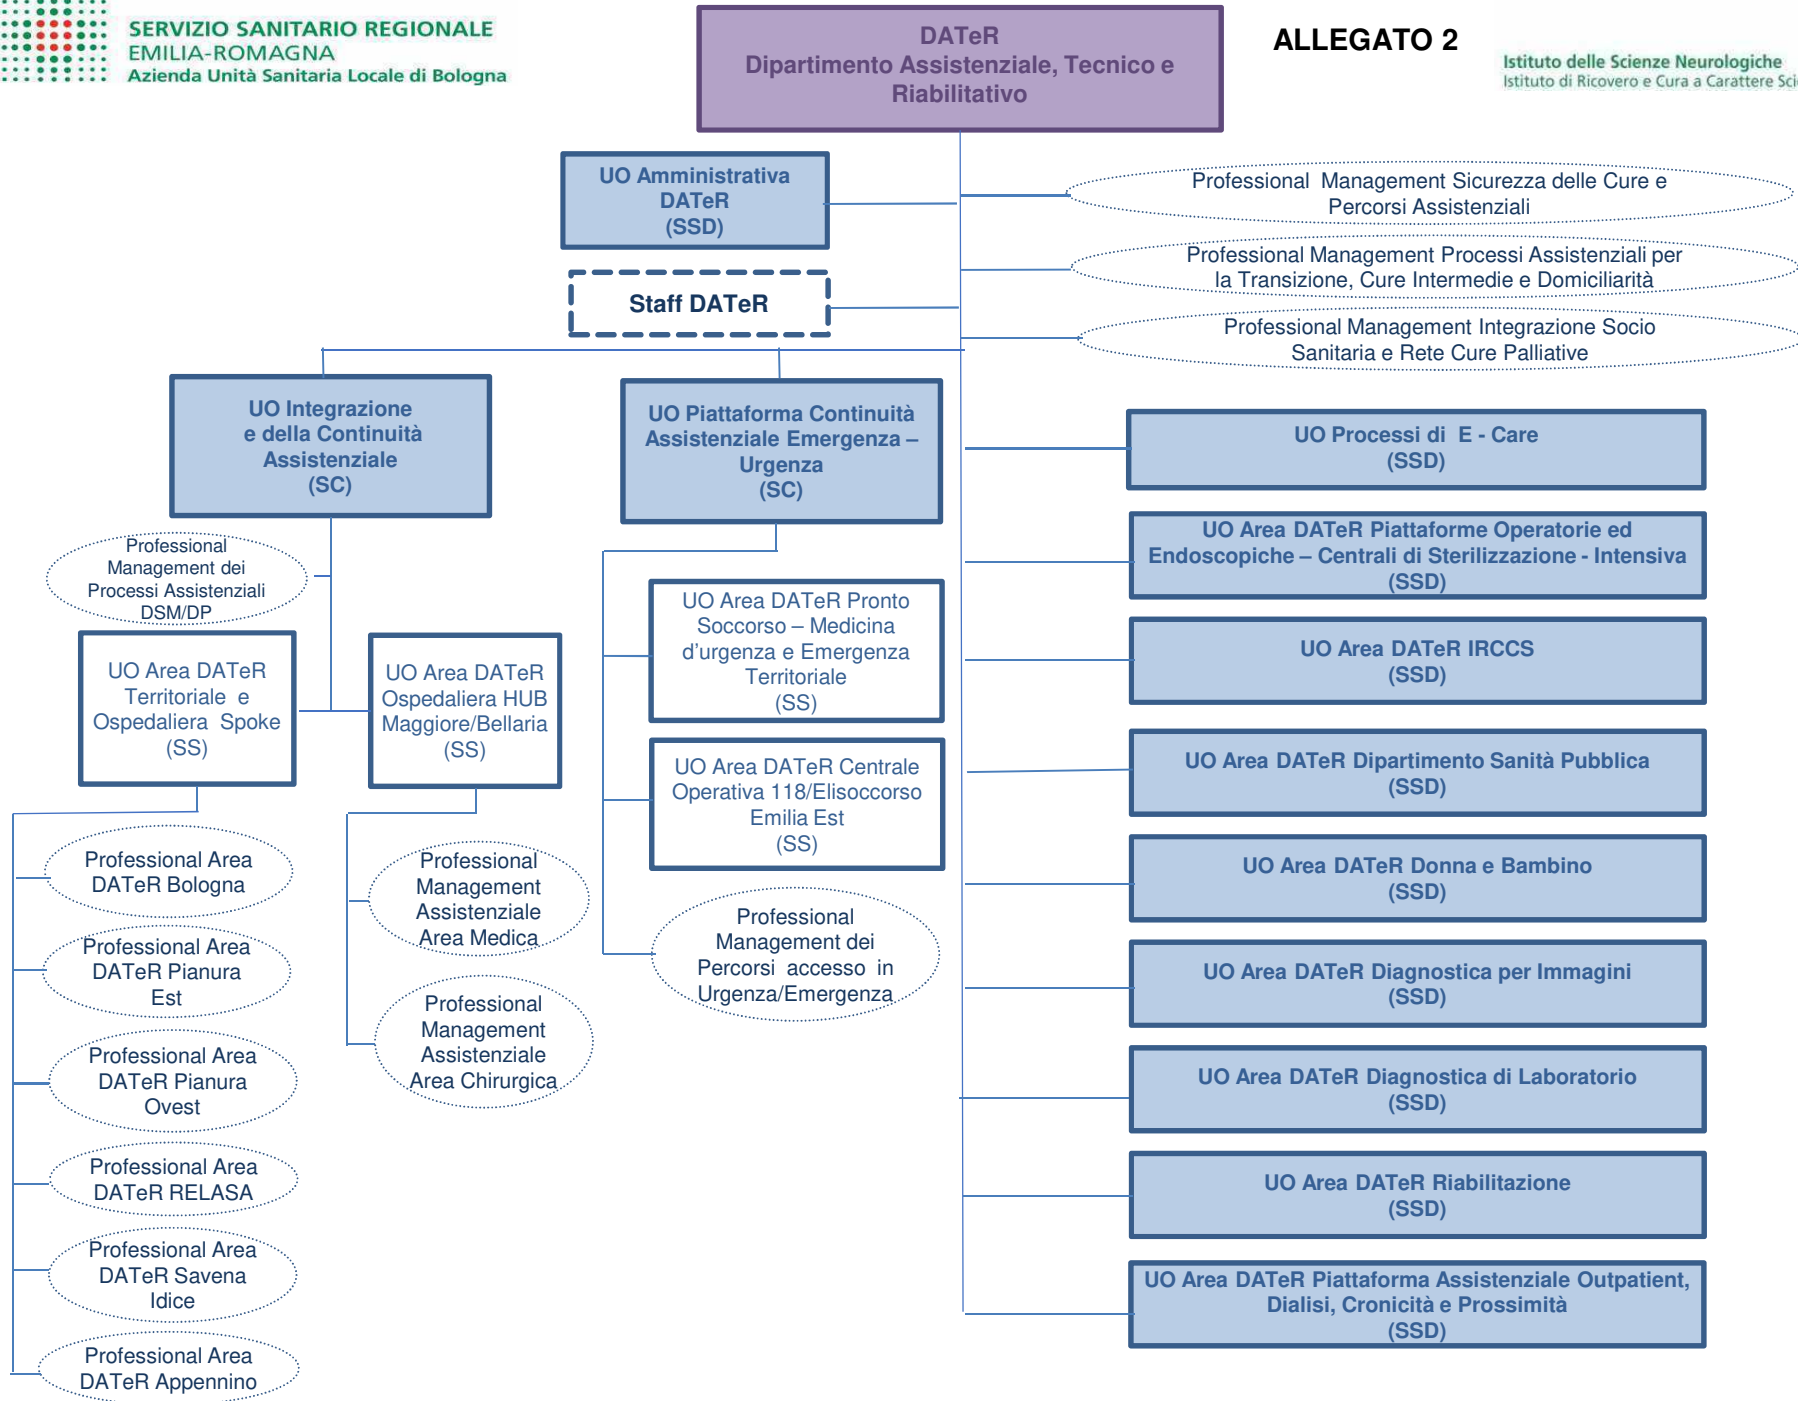 SERVIZIO SANITARIO REGIONALE
EMILIA-ROMAGNA
Azienda Unità Sanitaria Locale di Bologna
DATeR
Dipartimento Assistenziale, Tecnico e
Riabilitativo
ALLEGATO 2
Istituto delle Scienze Neurologiche
Istituto di Ricovero e Cura a Carattere
UO Amministrativa
DATeR
(SSD)
Professional Management Sicurezza delle Cure e
Percorsi Assistenziali
Professional Management Processi Assistenziali per
la Transizione, Cure Intermedie e Domiciliarità
Staff DATeR
Professional Management Integrazione Socio
Sanitaria e Rete Cure Palliative
UO Integrazione
e della Continuità
Assistenziale
(SC)
UO Piattaforma Continuità
Assistenziale Emergenza –
Urgenza
(SC)
Professional
Management dei
Processi Assistenziali
DSM/DP
UO Area DATeR
Territoriale e
Ospedaliera Spoke
(SS)
UO Area DATeR
Ospedaliera HUB
Maggiore/Bellaria
(SS)
Professional Area
DATeR Bologna
Professional Area
DATeR Pianura
Est
Professional Area
DATeR Pianura
Ovest
Professional Area
DATeR RELASA
Professional Area
DATeR Savena
Idice
Professional Area
DATeR Appennino
Professional
Management
Assistenziale
Area Medica
Professional
Management
Assistenziale
Area Chirurgica
UO Area DATeR Pronto
Soccorso – Medicina
d'urgenza e Emergenza
Territoriale
(SS)
UO Area DATeR Centrale
Operativa 118/Elisoccorso
Emilia Est
(SS)
Professional
Management dei
Percorsi accesso in
Urgenza/Emergenza
UO Processi di E - Care
(SSD)
UO Area DATeR Piattaforme Operatorie ed
Endoscopiche – Centrali di Sterilizzazione - Intensiva
(SSD)
UO Area DATeR IRCCS
(SSD)
UO Area DATeR Dipartimento Sanità Pubblica
(SSD)
UO Area DATeR Donna e Bambino
(SSD)
UO Area DATeR Diagnostica per Immagini
(SSD)
UO Area DATeR Diagnostica di Laboratorio
(SSD)
UO Area DATeR Riabilitazione
(SSD)
UO Area DATeR Piattaforma Assistenziale Outpatient,
Dialisi, Cronicità e Prossimità
(SSD)